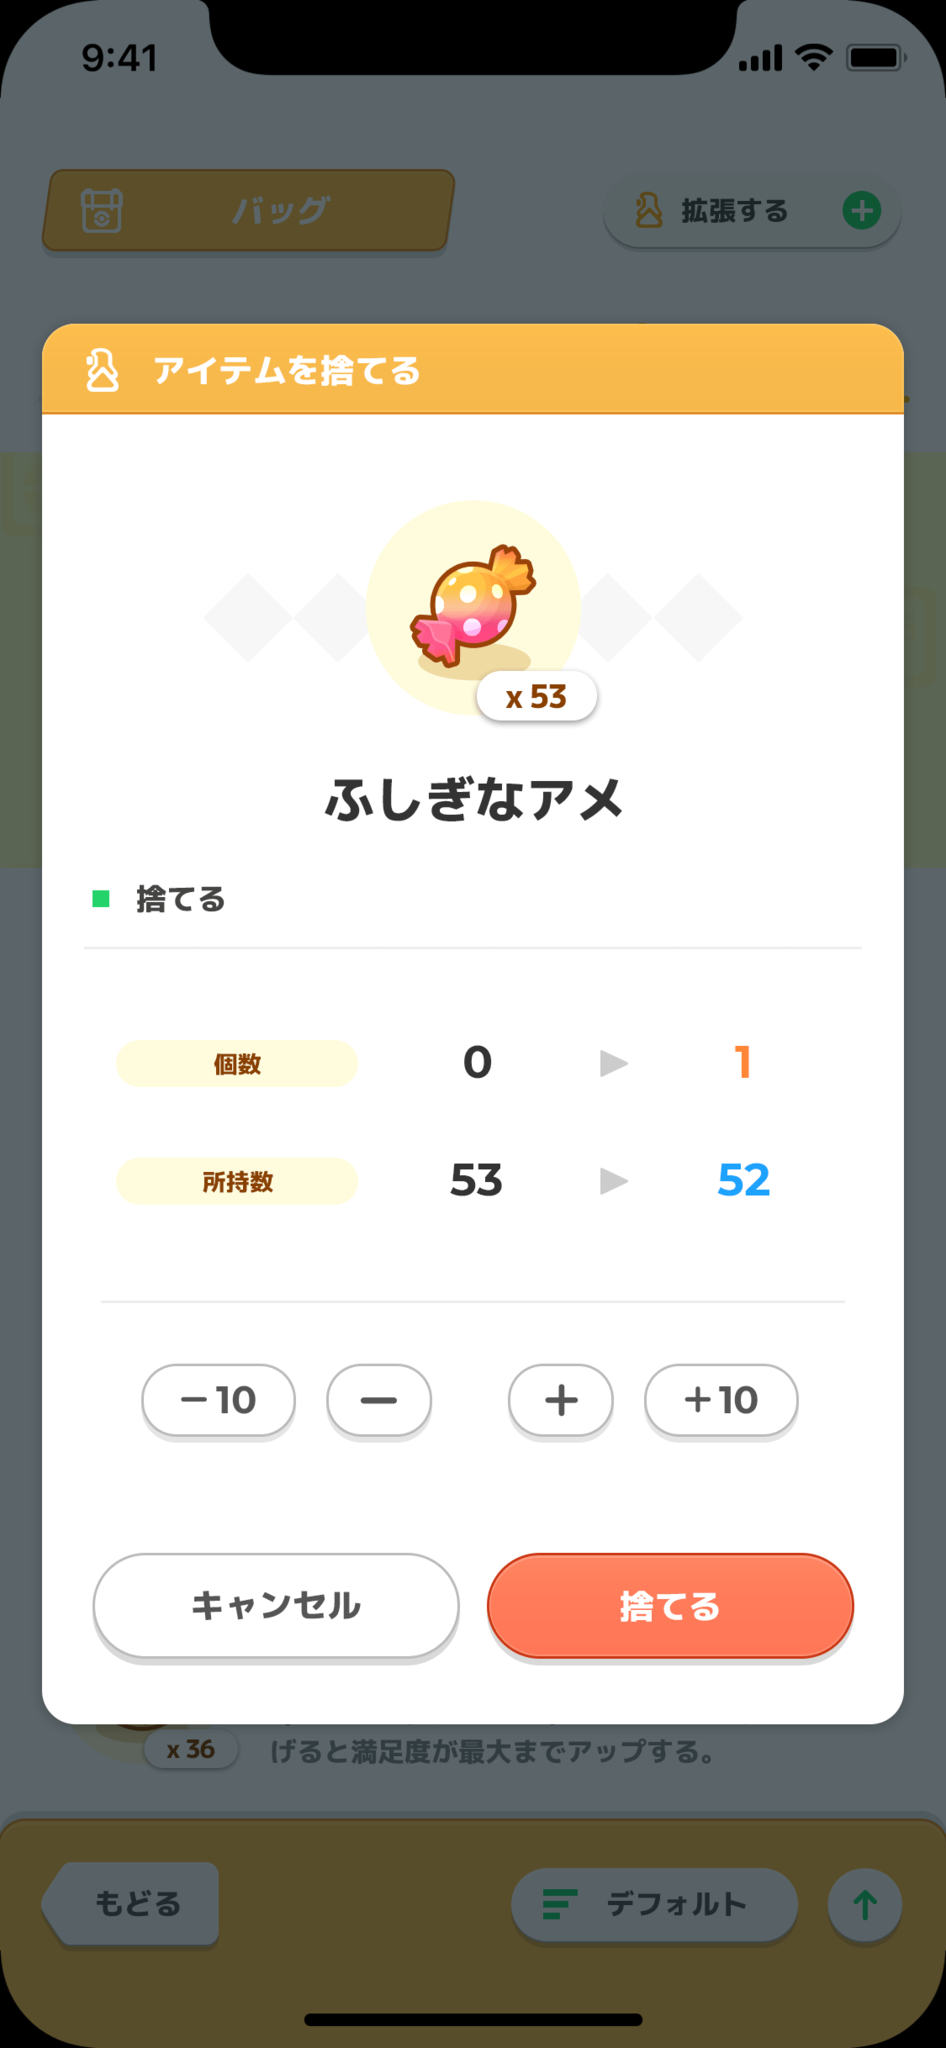 9:41
バッグ
拡張する
アイテムを捨てる
x 53
ふしぎなアメ
捨てる
個数 0 ▶ 1
所持数 53 ▶ 52
－10 － ＋ ＋10
キャンセル 捨てる
x 36 げると満足度が最大までアップする。
もどる デフォルト ↑